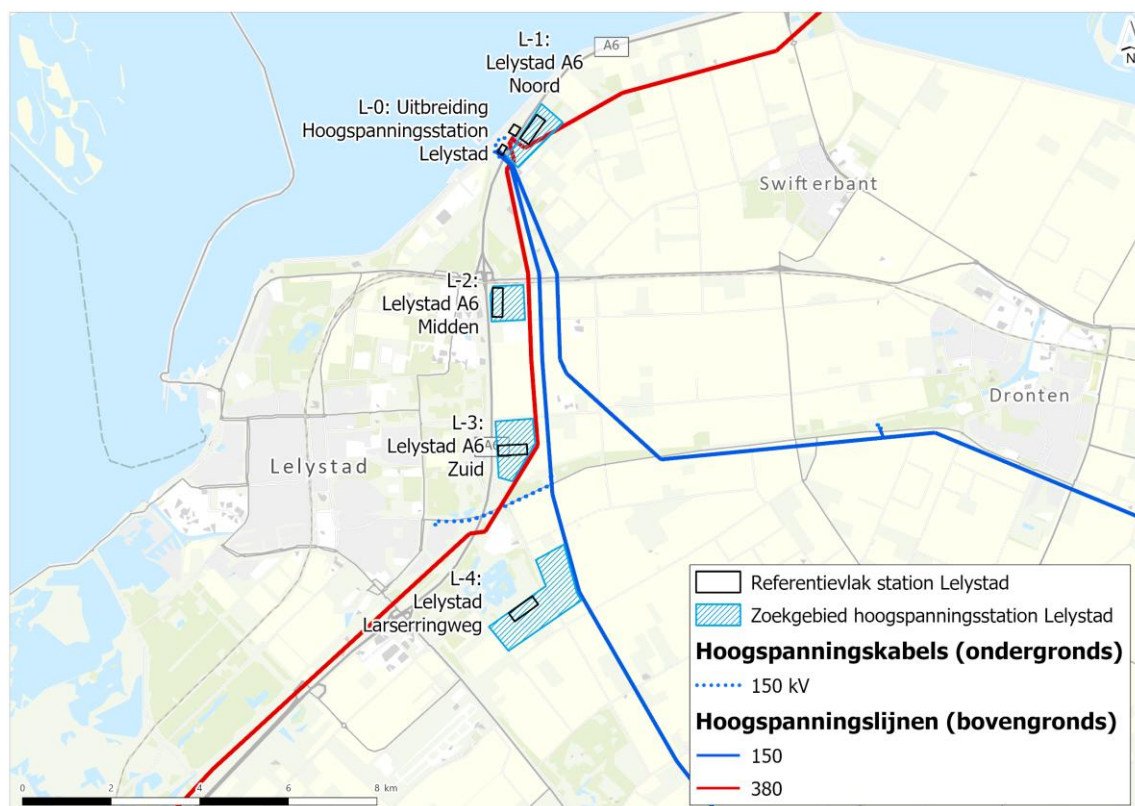 L-1:
Lelystad A6
Noord
A6
N
L-0: Uitbreiding
Hoogspanningsstation
Lelystad
Swifterbant
L-2:
Lelystad A6
Midden
Dronten
L-3:
Lelystad A6
Zuid
A6
Lelystad
L-4:
Lelystad
Larserringweg
Referentievlak station Lelystad
Zoekgebied hoogspanningsstation Lelystad
Hoogspanningskabels (ondergronds)
150 kV
Hoogspanningslijnen (bovengronds)
150
380
0 2 4 6 8 km